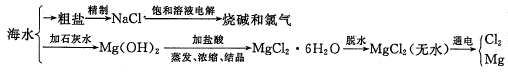 海水
粗盐 精制 NaCl 饱和溶液电解 烧碱和氯气
加石灰水 Mg(OH)₂ 加盐酸 蒸发、浓缩、结晶 MgCl₂·6H₂O 脱水 MgCl₂(无水) 通电 Cl₂
Mg